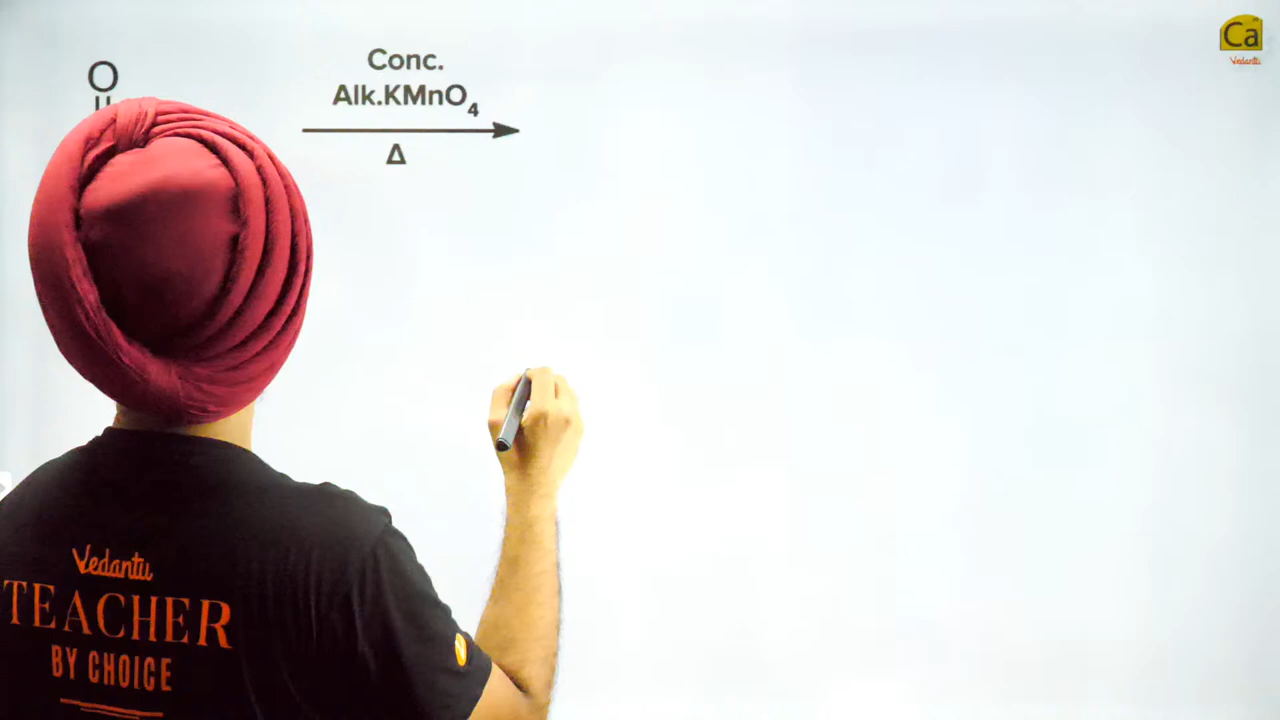 O
Conc.
Alk.KMnO₄
Δ
Ca
Vedantu
Vedantu
TEACHER
BY CHOICE